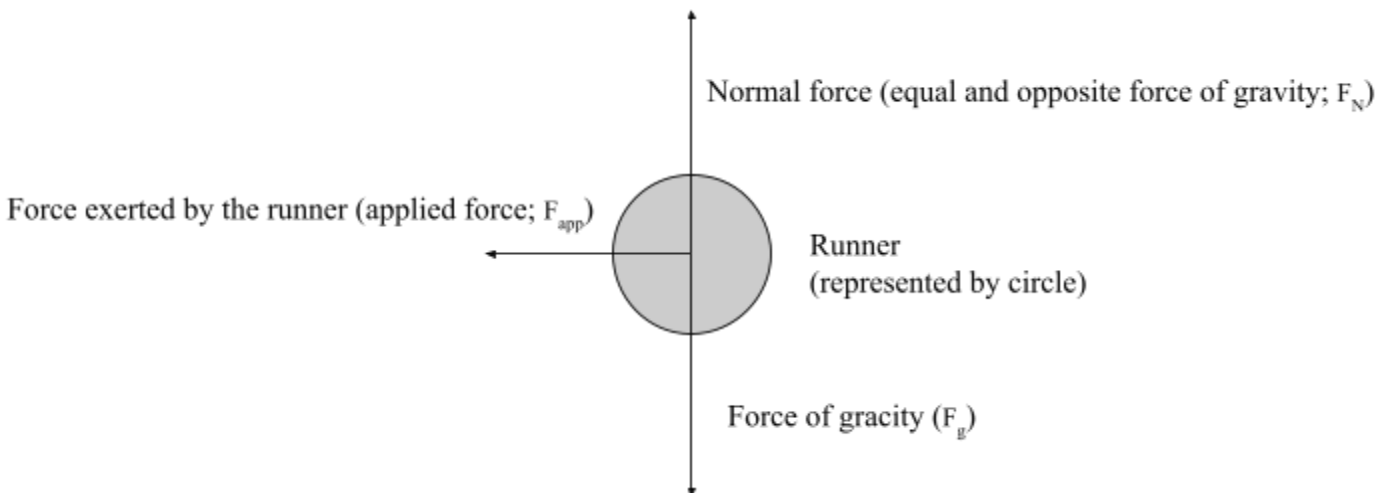 Normal force (equal and opposite force of gravity; F_N)
Force exerted by the runner (applied force; F_app)
Runner
(represented by circle)
Force of gracity (F_g)